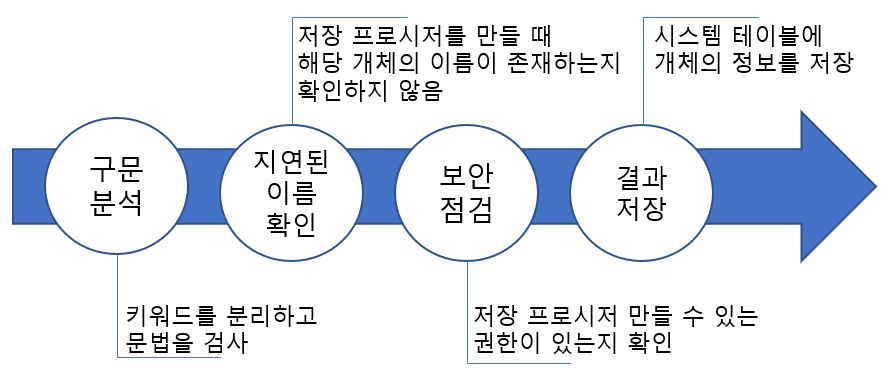 저장 프로시저를 만들 때
해당 개체의 이름이 존재하는지
확인하지 않음
시스템 테이블에
개체의 정보를 저장
구문
분석
지연된
이름
확인
보안
점검
결과
저장
키워드를 분리하고
문법을 검사
저장 프로시저 만들 수 있는
권한이 있는지 확인